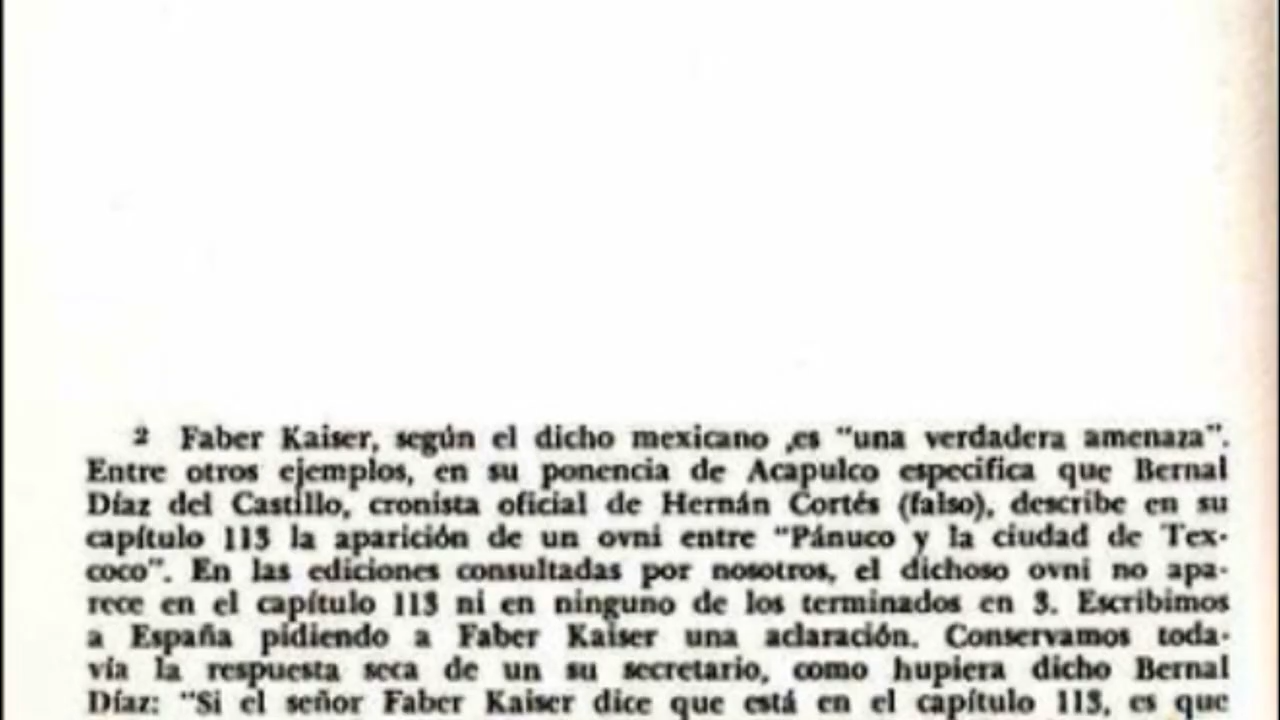 2 Faber Kaiser, según el dicho mexicano ,es "una verdadera amenaza".
Entre otros ejemplos, en su ponencia de Acapulco especifica que Bernal
Díaz del Castillo, cronista oficial de Hernán Cortés (falso), describe en su
capítulo 113 la aparición de un ovni entre "Pánuco y la ciudad de Tex-
coco". En las ediciones consultadas por nosotros, el dichoso ovni no apa-
rece en el capítulo 113 ni en ninguno de los terminados en 3. Escribimos
a España pidiendo a Faber Kaiser una aclaración. Conservamos toda-
vía la respuesta seca de un su secretario, como hupiera dicho Bernal
Díaz: "Si el señor Faber Kaiser dice que está en el capítulo 113, es que